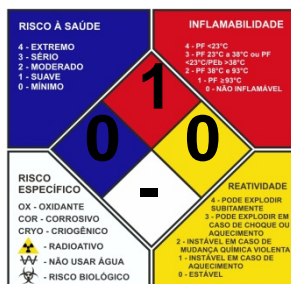 RISCO À SAÚDE
4 - EXTREMO
3 - SÉRIO
2 - MODERADO
1 - SUAVE
0 - MÍNIMO
INFLAMABILIDADE
4 - PF <23°C
3 - PF 23°C a 38°C ou PF
<23°C/PEb >38°C
2 - PF 38°C e 93°C
1 - PF ≥93°C
0 - NÃO INFLAMÁVEL
1
0
0
-
RISCO
ESPECÍFICO
OX - OXIDANTE
COR - CORROSIVO
CRYO - CRIOGÊNICO
- RADIOATIVO
W - NÃO USAR ÁGUA
- RISCO BIOLÓGICO
REATIVIDADE
4 - PODE EXPLODIR
SUBITAMENTE
3 - PODE EXPLODIR EM
CASO DE CHOQUE OU
AQUECIMENTO
2 - INSTÁVEL EM CASO DE
MUDANÇA QUÍMICA VIOLENTA
1 - INSTÁVEL EM CASO DE
AQUECIMENTO
0 - ESTÁVEL